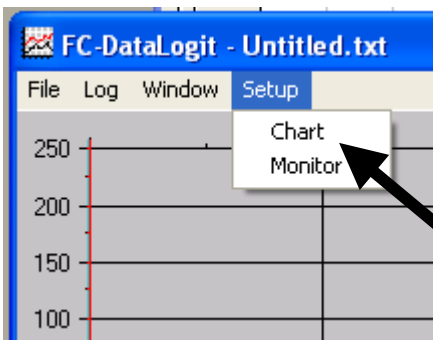 FC-DataLogit - Untitled.txt
File Log Window Setup
Chart
Monitor
250
200
150
100